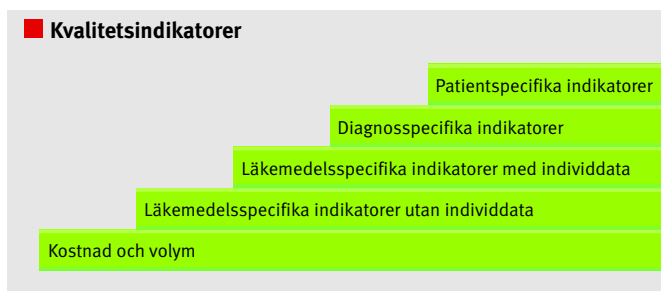 Kvalitetsindikatorer
Patientspecifika indikatorer
Diagnosspecifika indikatorer
Läkemedelsspecifika indikatorer med individdata
Läkemedelsspecifika indikatorer utan individdata
Kostnad och volym